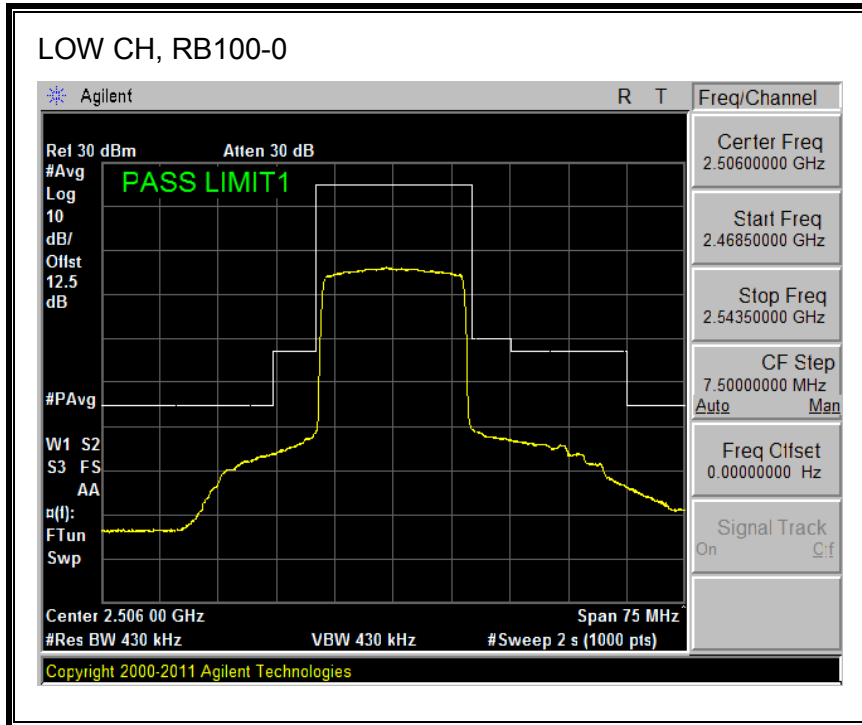 LOW CH, RB100-0
Agilent
R T
Freq/Channel
Ref 30 dBm Atten 30 dB
#Avg
Log
10
dB/
Offst
12.5
dB
PASS LIMIT1
#PAvg
W1 S2
S3 FS
AA
¤(f):
FTun
Swp
Center 2.506 00 GHz Span 75 MHz^
#Res BW 430 kHz VBW 430 kHz #Sweep 2 s (1000 pts)
Copyright 2000-2011 Agilent Technologies
Center Freq
2.50600000 GHz
Start Freq
2.46850000 GHz
Stop Freq
2.54350000 GHz
CF Step
7.50000000 MHz
Auto Man
Freq Offset
0.00000000 Hz
Signal Track
On Off